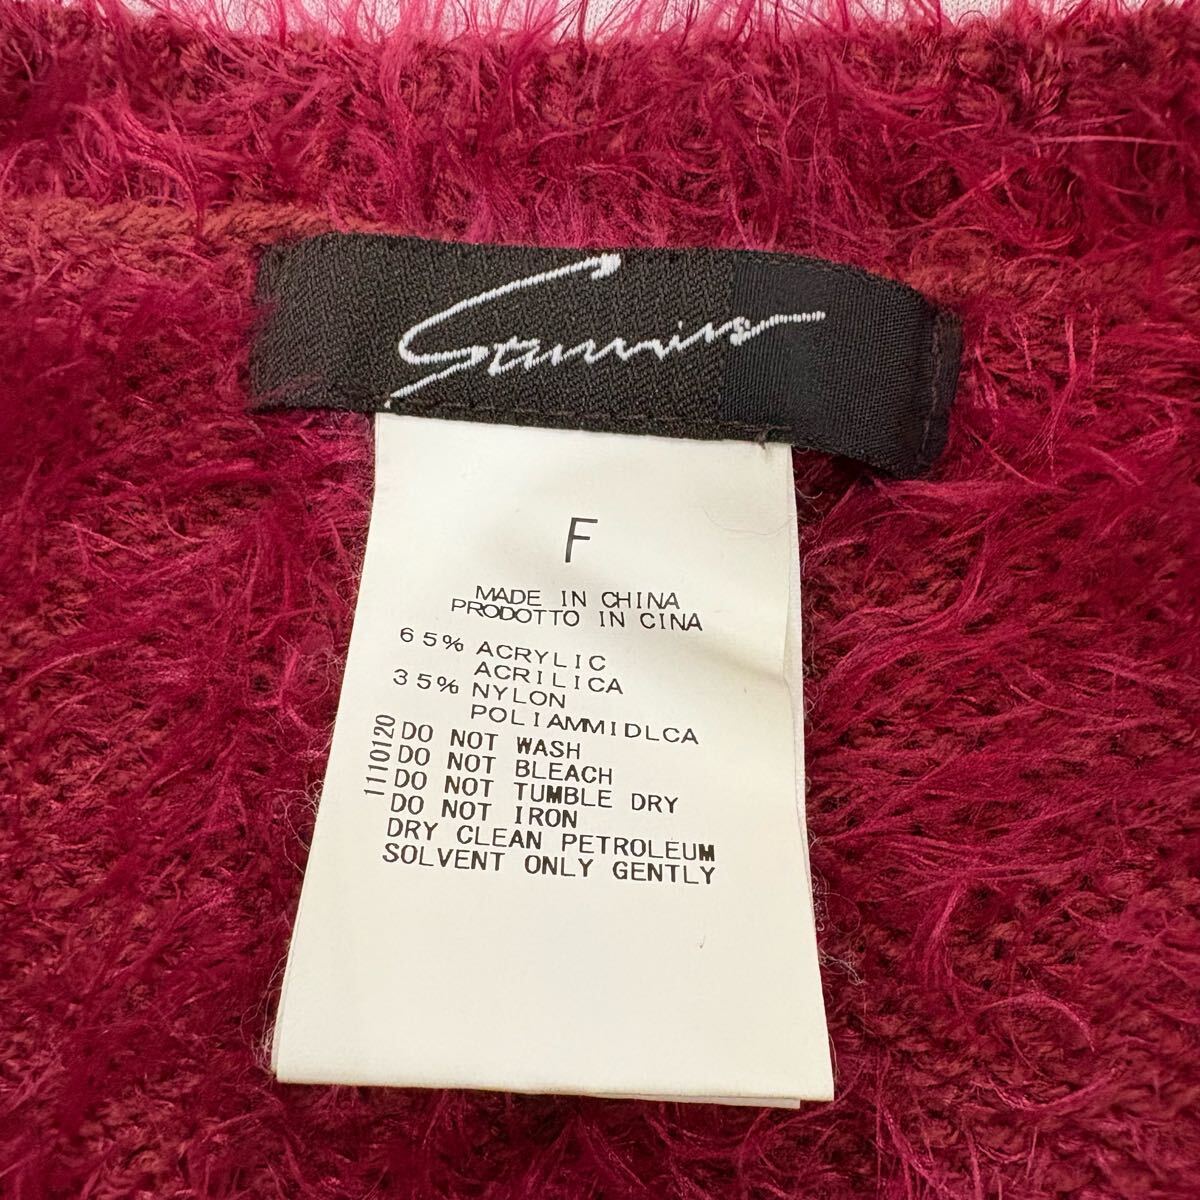 F
MADE IN CHINA
PRODOTTO IN CINA
65% ACRYLIC
ACRILICA
35% NYLON
POLIAMMIDLCA
1110120
DO NOT WASH
DO NOT BLEACH
DO NOT TUMBLE DRY
DO NOT IRON
DRY CLEAN PETROLEUM
SOLVENT ONLY GENTLY